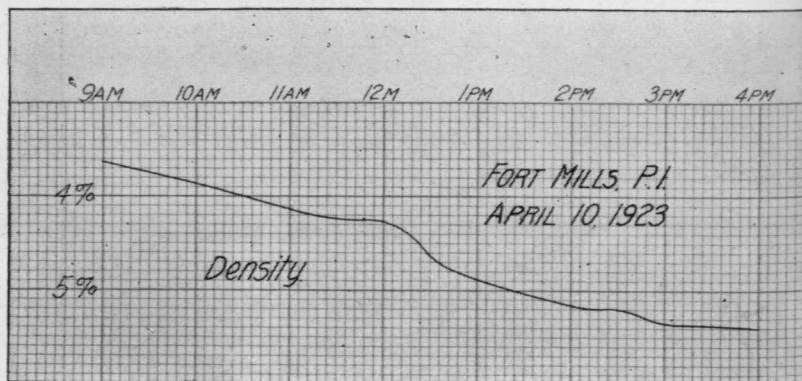 9AM 10AM 11AM 12M 1PM 2PM 3PM 4PM
FORT MILLS, P.I.
4%
APRIL 10, 1923
Density
5%